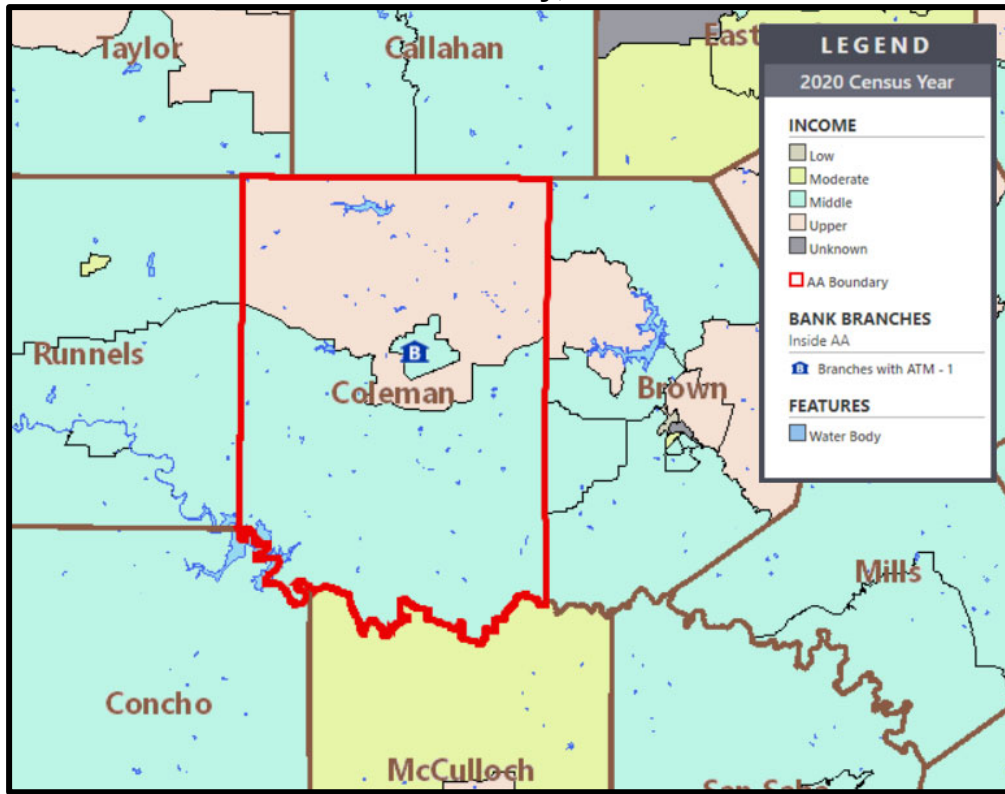 Taylor
Callahan
East
Runnels
Coleman
Brown
Mills
Concho
McCulloch
B
LEGEND
2020 Census Year
INCOME
Low
Moderate
Middle
Upper
Unknown
AA Boundary
BANK BRANCHES
Inside AA
B Branches with ATM - 1
FEATURES
Water Body